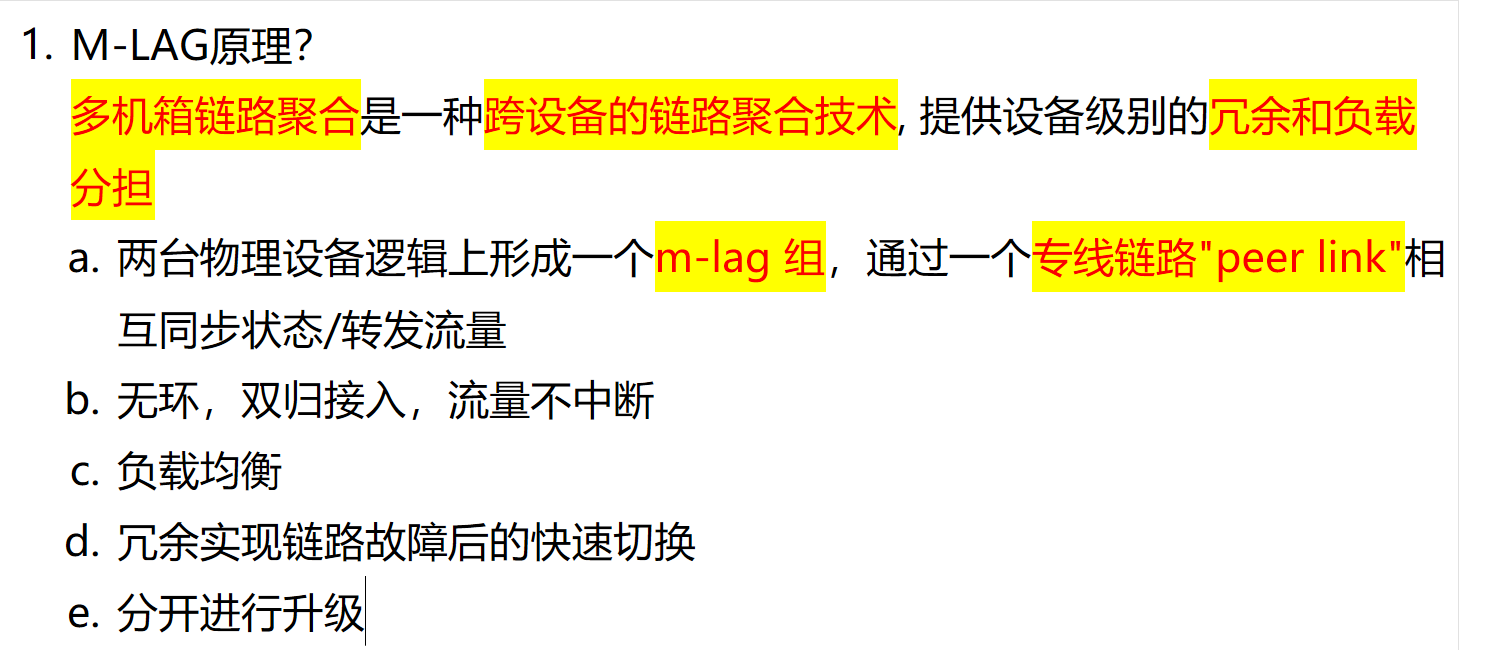 1. M-LAG原理？
多机箱链路聚合是一种跨设备的链路聚合技术, 提供设备级别的冗余和负载
分担
a. 两台物理设备逻辑上形成一个m-lag 组，通过一个专线链路"peer link"相
互同步状态/转发流量
b. 无环，双归接入，流量不中断
c. 负载均衡
d. 冗余实现链路故障后的快速切换
e. 分开进行升级